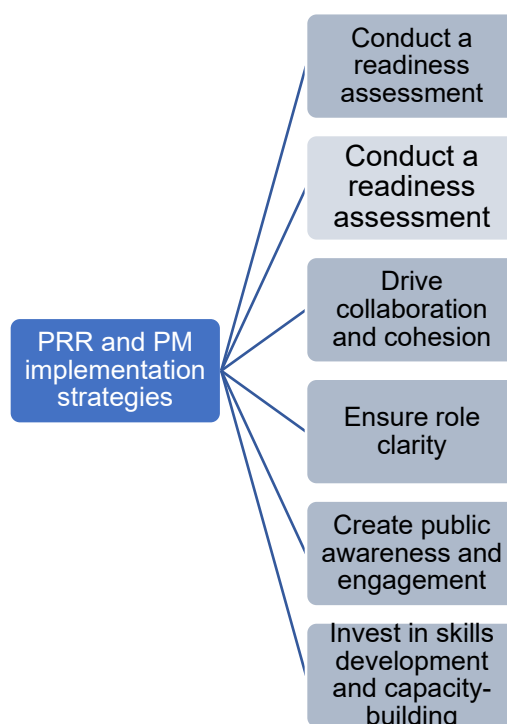 Conduct a
readiness
assessment
Conduct a
readiness
assessment
Drive
collaboration
and cohesion
PRR and PM
implementation
strategies
Ensure role
clarity
Create public
awareness and
engagement
Invest in skills
development
and capacity-
building